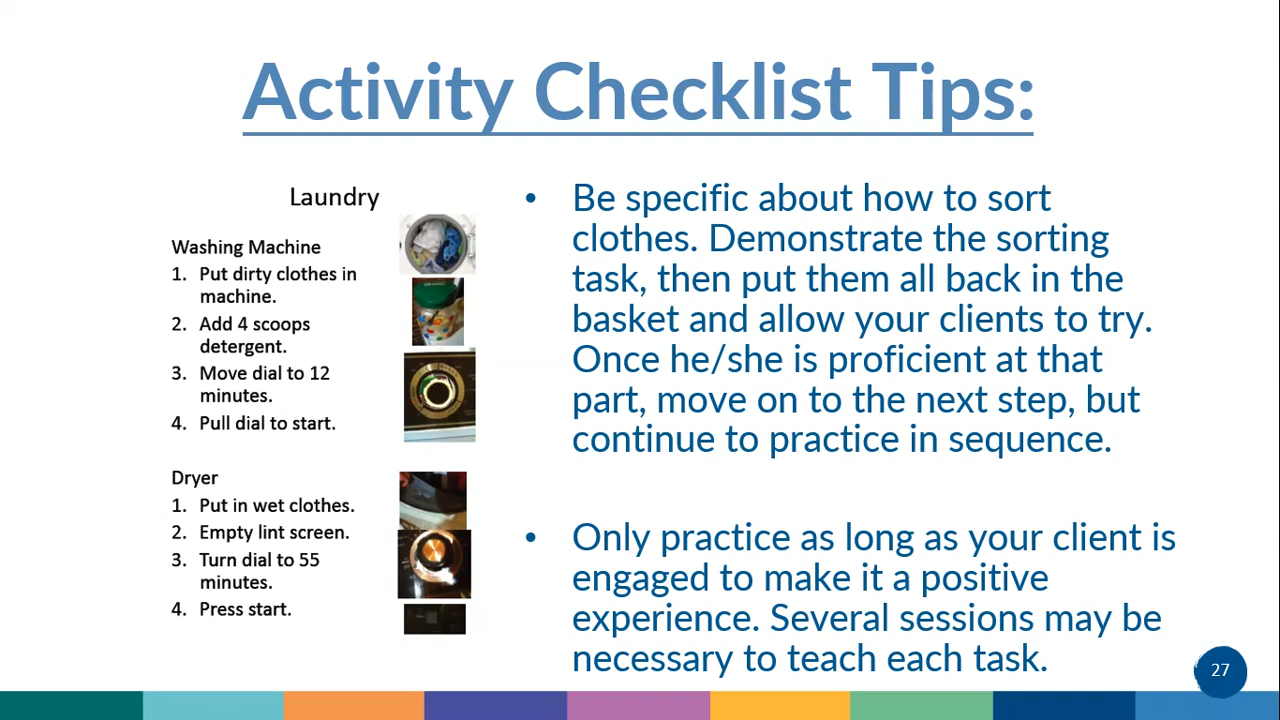 Activity Checklist Tips:
Laundry
Washing Machine
1. Put dirty clothes in
machine.
2. Add 4 scoops
detergent.
3. Move dial to 12
minutes.
4. Pull dial to start.
Dryer
1. Put in wet clothes.
2. Empty lint screen.
3. Turn dial to 55
minutes.
4. Press start.
• Be specific about how to sort
clothes. Demonstrate the sorting
task, then put them all back in the
basket and allow your clients to try.
Once he/she is proficient at that
part, move on to the next step, but
continue to practice in sequence.
• Only practice as long as your client is
engaged to make it a positive
experience. Several sessions may be
necessary to teach each task.
27